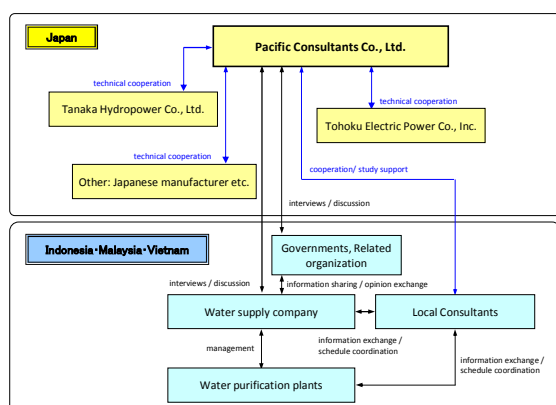 Japan
Pacific Consultants Co., Ltd.
technical cooperation
Tanaka Hydropower Co., Ltd.
technical cooperation
Tohoku Electric Power Co., Inc.
technical cooperation
Other: Japanese manufacturer etc.
cooperation/ study support
interviews / discussion
Indonesia・Malaysia・Vietnam
Governments, Related
organization
interviews / discussion
information sharing / opinion exchange
Water supply company
Local Consultants
management
information exchange /
schedule coordination
information exchange /
schedule coordination
Water purification plants